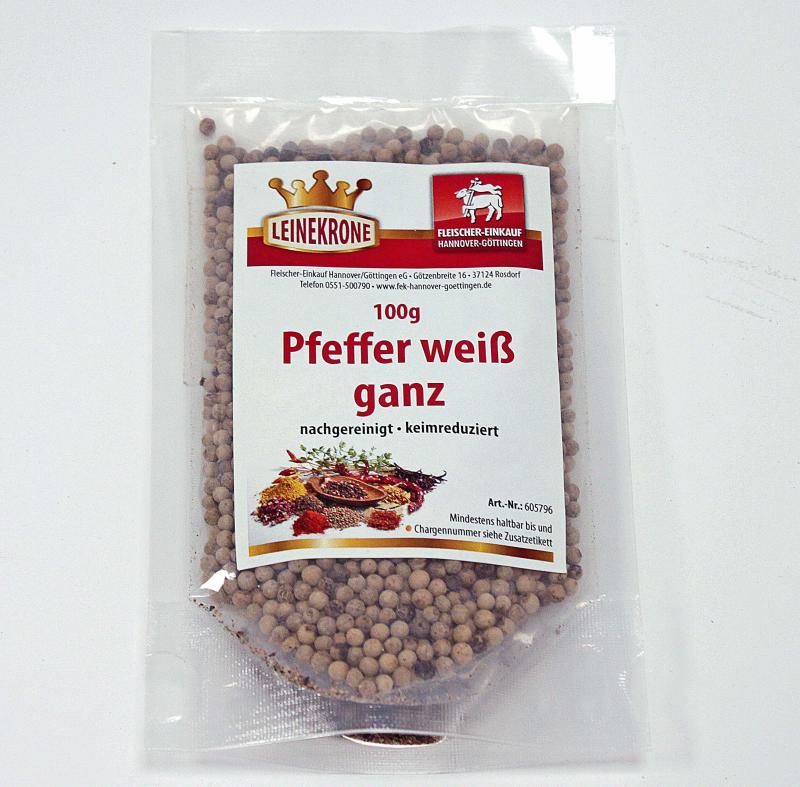 LEINEKRONE
FLEISCHER-EINKAUF
HANNOVER-GÖTTINGEN
Fleischer-Einkauf Hannover/Göttingen eG • Götzenbreite 16 • 37124 Rosdorf
Telefon 0551-500790 • www.fek-hannover-goettingen.de
100g
Pfeffer weiß
ganz
nachgereinigt • keimreduziert
Art.-Nr.: 605796
Mindestens haltbar bis und
Chargennummer siehe Zusatzetikett